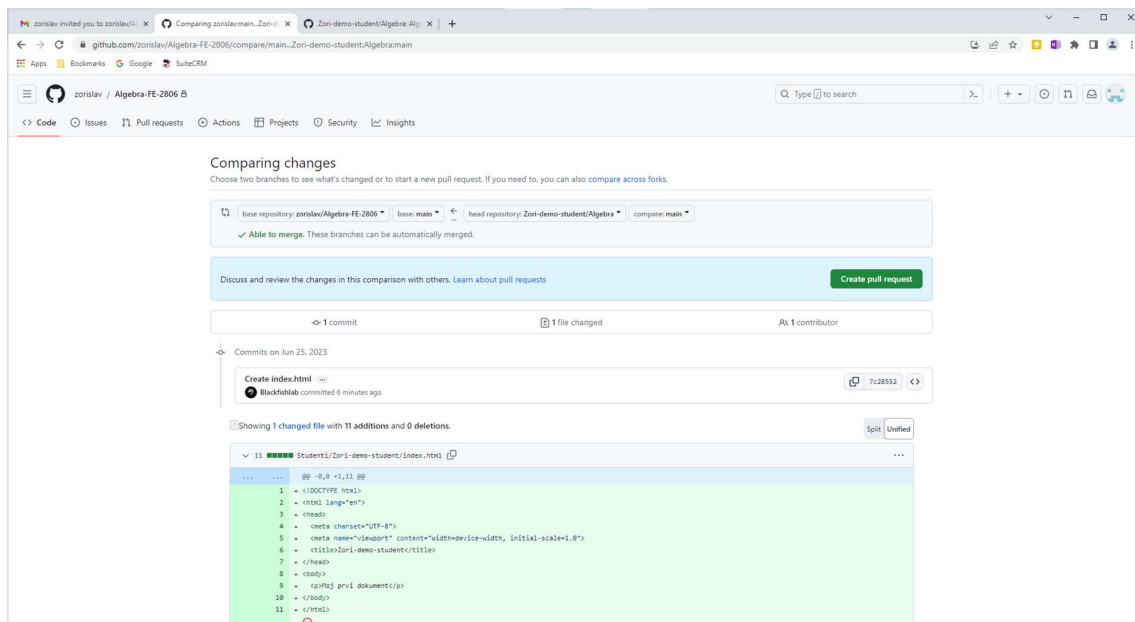 zorislav invited you to zorislav/Al
Comparing zorislav:main...Zori-de
Zori-demo-student/Algebra: Alg
github.com/zorislav/Algebra-FE-2806/compare/main...Zori-demo-student:Algebra:main
Apps Bookmarks Google SuiteCRM
zorislav / Algebra-FE-2806
Type / to search
Code Issues Pull requests Actions Projects Security Insights
Comparing changes
Choose two branches to see what's changed or to start a new pull request. If you need to, you can also compare across forks.
base repository: zorislav/Algebra-FE-2806 base: main ← head repository: Zori-demo-student/Algebra compare: main
✓ Able to merge. These branches can be automatically merged.
Discuss and review the changes in this comparison with others. Learn about pull requests
Create pull request
1 commit 1 file changed 1 contributor
Commits on Jun 25, 2023
Create index.html ...
Blackfishlab committed 6 minutes ago
7c28552 <>
Showing 1 changed file with 11 additions and 0 deletions.
Split Unified
11 Studenti/Zori-demo-student/index.html ...
... ... @@ -0,0 +1,11 @@
1 + <!DOCTYPE html>
2 + <html lang="en">
3 + <head>
4 + <meta charset="UTF-8">
5 + <meta name="viewport" content="width=device-width, initial-scale=1.0">
6 + <title>Zori-demo-student</title>
7 + </head>
8 + <body>
9 + <p>Moj prvi dokument</p>
10 + </body>
11 + </html>